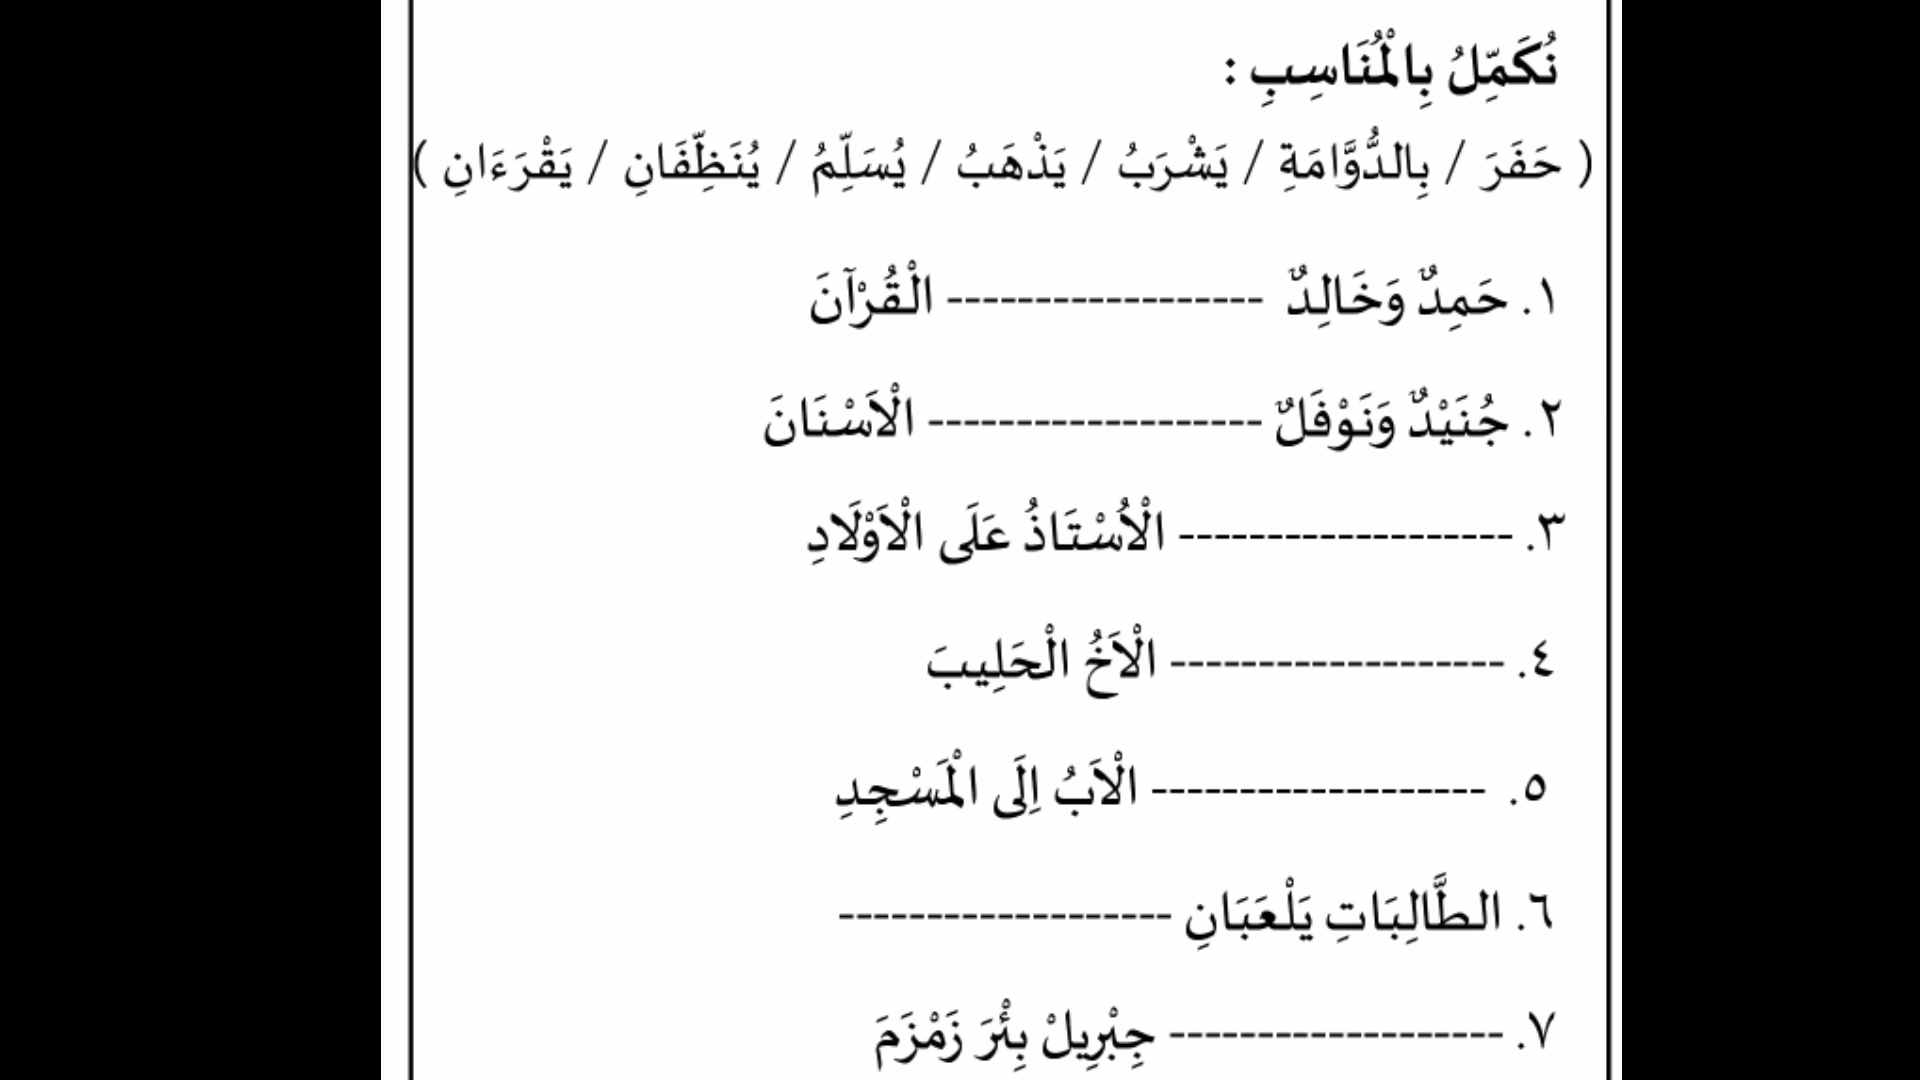 نُكَمِّلُ بِالْمُنَاسِبِ :
( حَفَرَ / بِالدُّوَّامَةِ / يَشْرَبُ / يَذْهَبُ / يُسَلِّمُ / يُنَظِّفَانِ / يَقْرَءَانِ )
١. حَمِدٌ وَخَالِدٌ ------------------ الْقُرْآنَ
٢. جُنَيْدٌ وَنَوْفَلٌ ------------------- الْاَسْنَانَ
٣. ------------------- الْاُسْتَاذُ عَلَى الْاَوْلَادِ
٤. ------------------- الْاَخُ الْحَلِيبَ
٥. ------------------- الْاَبُ اِلَى الْمَسْجِدِ
٦. الطَّالِبَاتِ يَلْعَبَانِ -------------------
٧. ------------------- جِبْرِيلْ بِئْرَ زَمْزَمَ